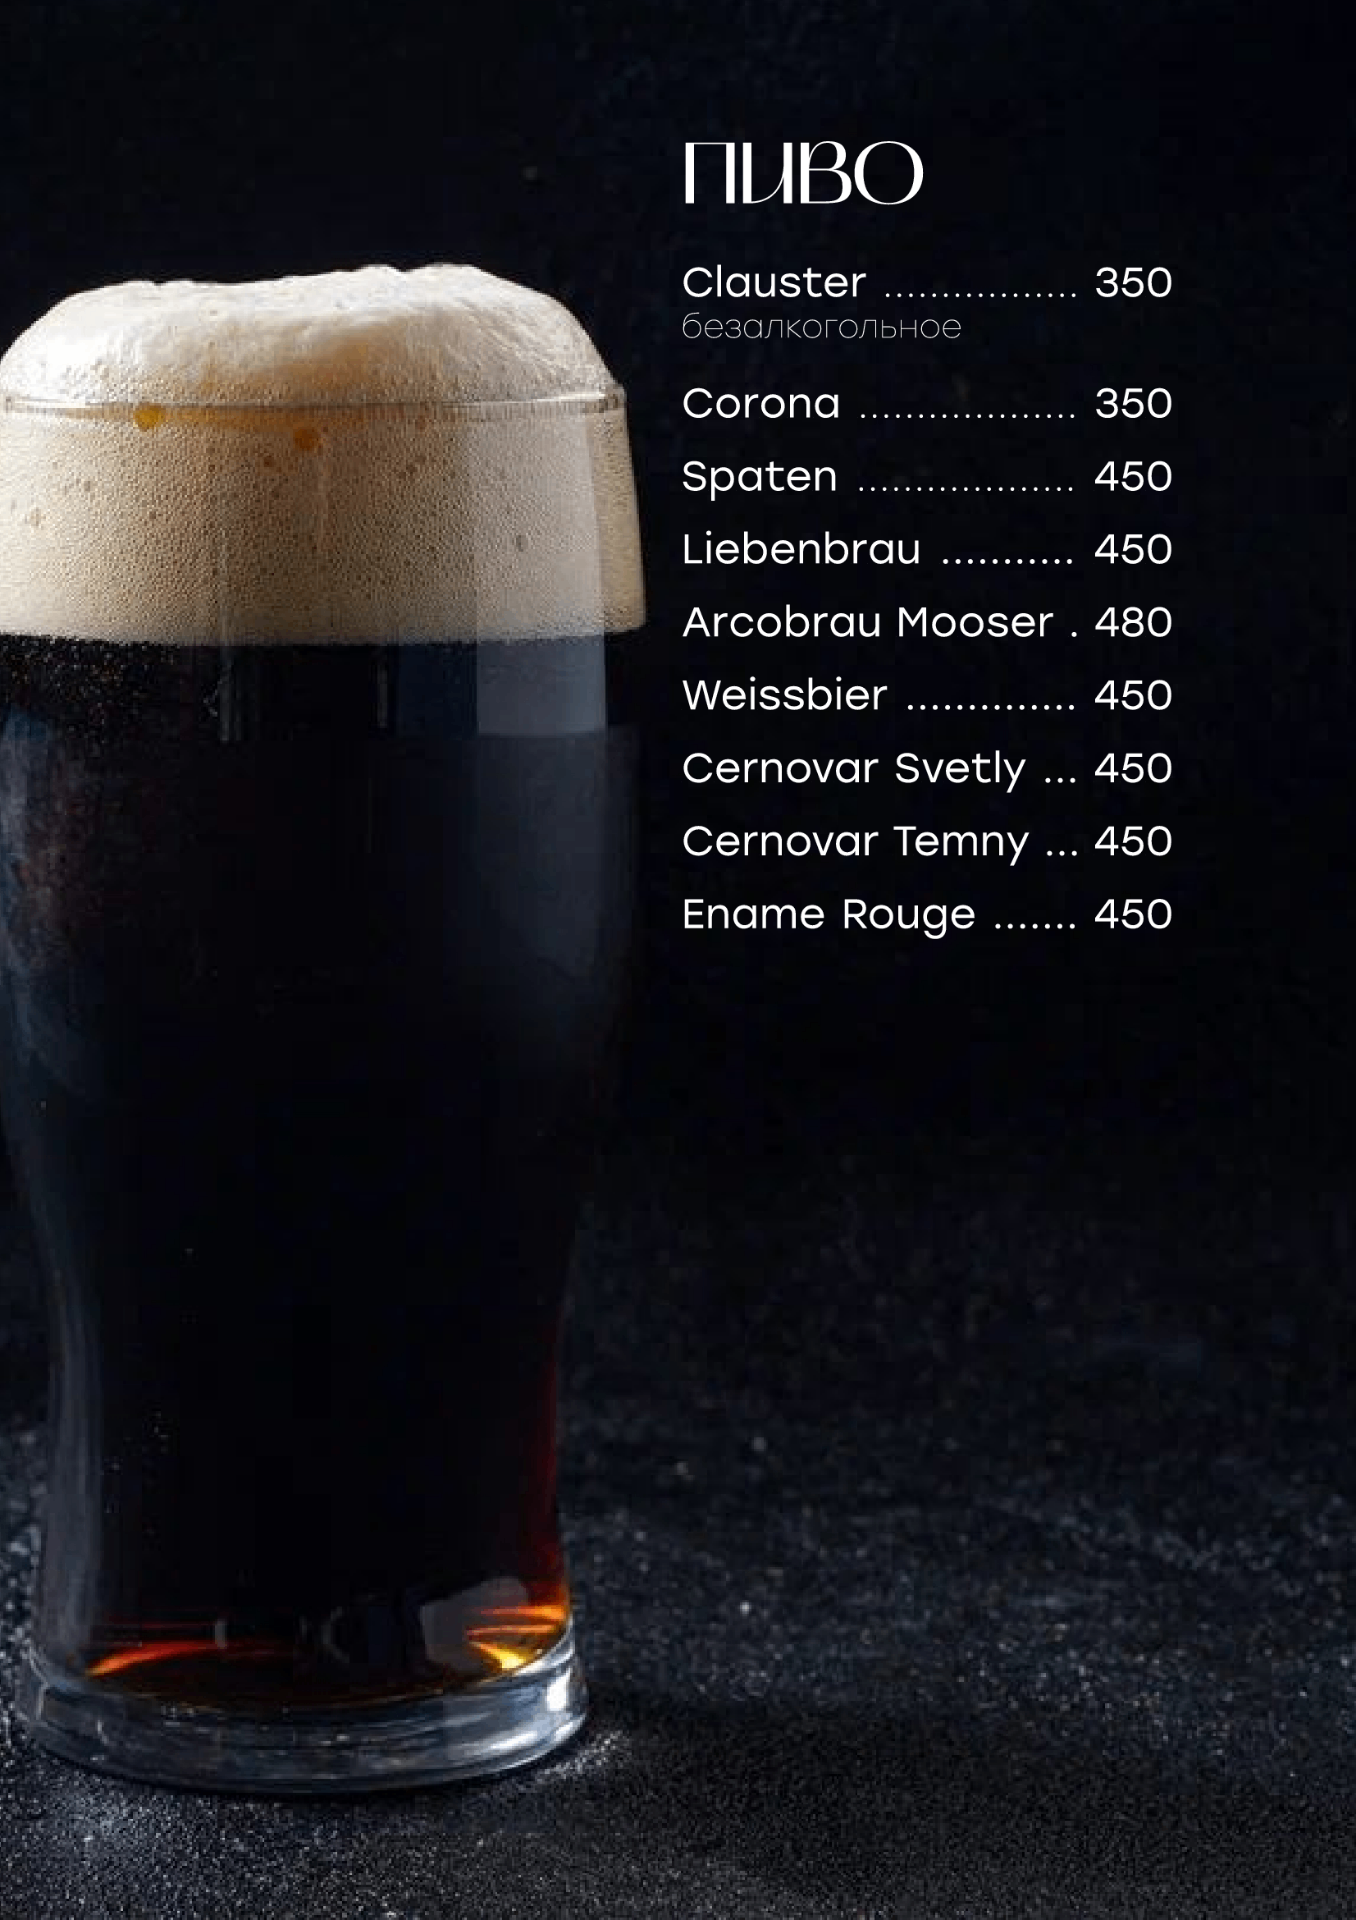 ПИВО
Clauster ................. 350
безалкогольное
Corona ................... 350
Spaten ................... 450
Liebenbrau ........... 450
Arcobrau Mooser . 480
Weissbier .............. 450
Cernovar Svetly ... 450
Cernovar Temny ... 450
Ename Rouge ....... 450